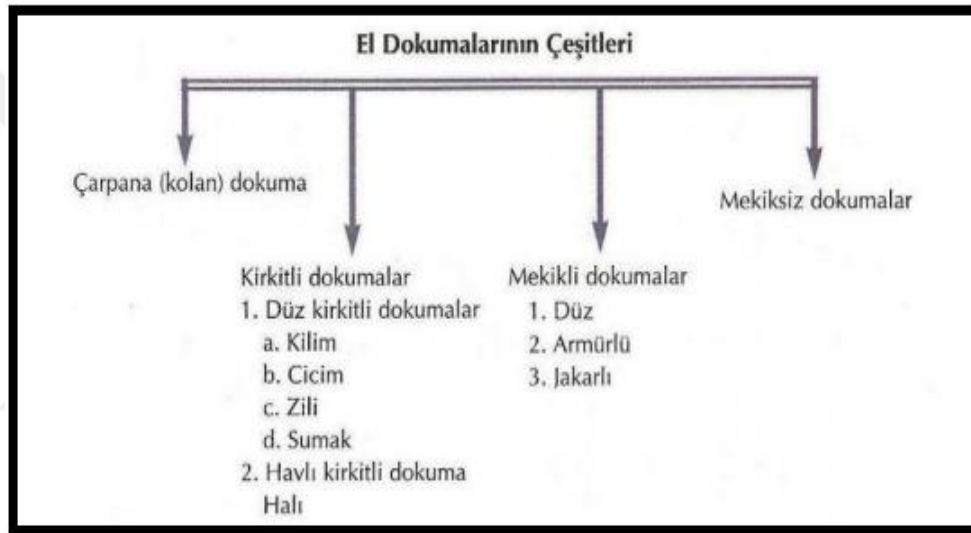 El Dokumalarının Çeşitleri
Çarpana (kolan) dokuma
Mekiksiz dokumalar
Kirkitli dokumalar
1. Düz kirkitli dokumalar
a. Kilim
b. Cicim
c. Zili
d. Sumak
2. Havlı kirkitli dokuma
Halı
Mekikli dokumalar
1. Düz
2. Armürlü
3. Jakarlı